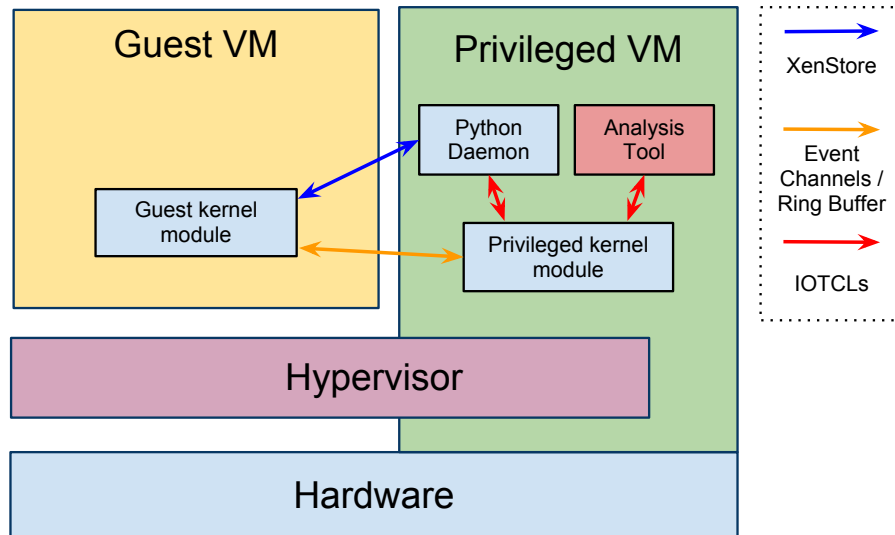 Guest VM
Privileged VM
Python
Daemon
Analysis
Tool
Guest kernel
module
Privileged kernel
module
Hypervisor
Hardware
XenStore
Event
Channels /
Ring Buffer
IOTCLs